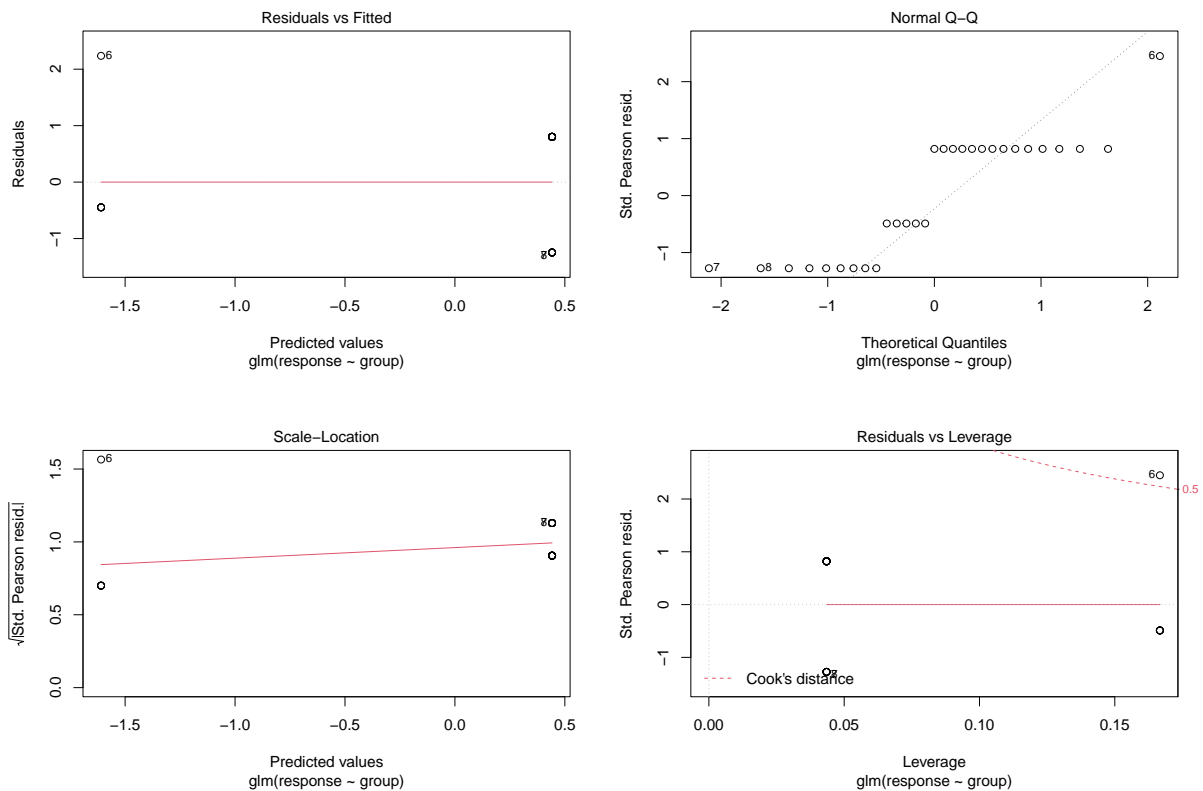 Residuals vs Fitted
Residuals
2
1
0
−1
6
8
−1.5 −1.0 −0.5 0.0 0.5
Predicted values
glm(response ~ group)
Normal Q−Q
Std. Pearson resid.
2
1
0
−1
6
7
8
−2 −1 0 1 2
Theoretical Quantiles
glm(response ~ group)
Scale−Location
√|Std. Pearson resid.|
1.5
1.0
0.5
0.0
6
−1.5 −1.0 −0.5 0.0 0.5
Predicted values
glm(response ~ group)
Residuals vs Leverage
Std. Pearson resid.
2
1
0
−1
6
0.5
Cook's distance
0.00 0.05 0.10 0.15
Leverage
glm(response ~ group)